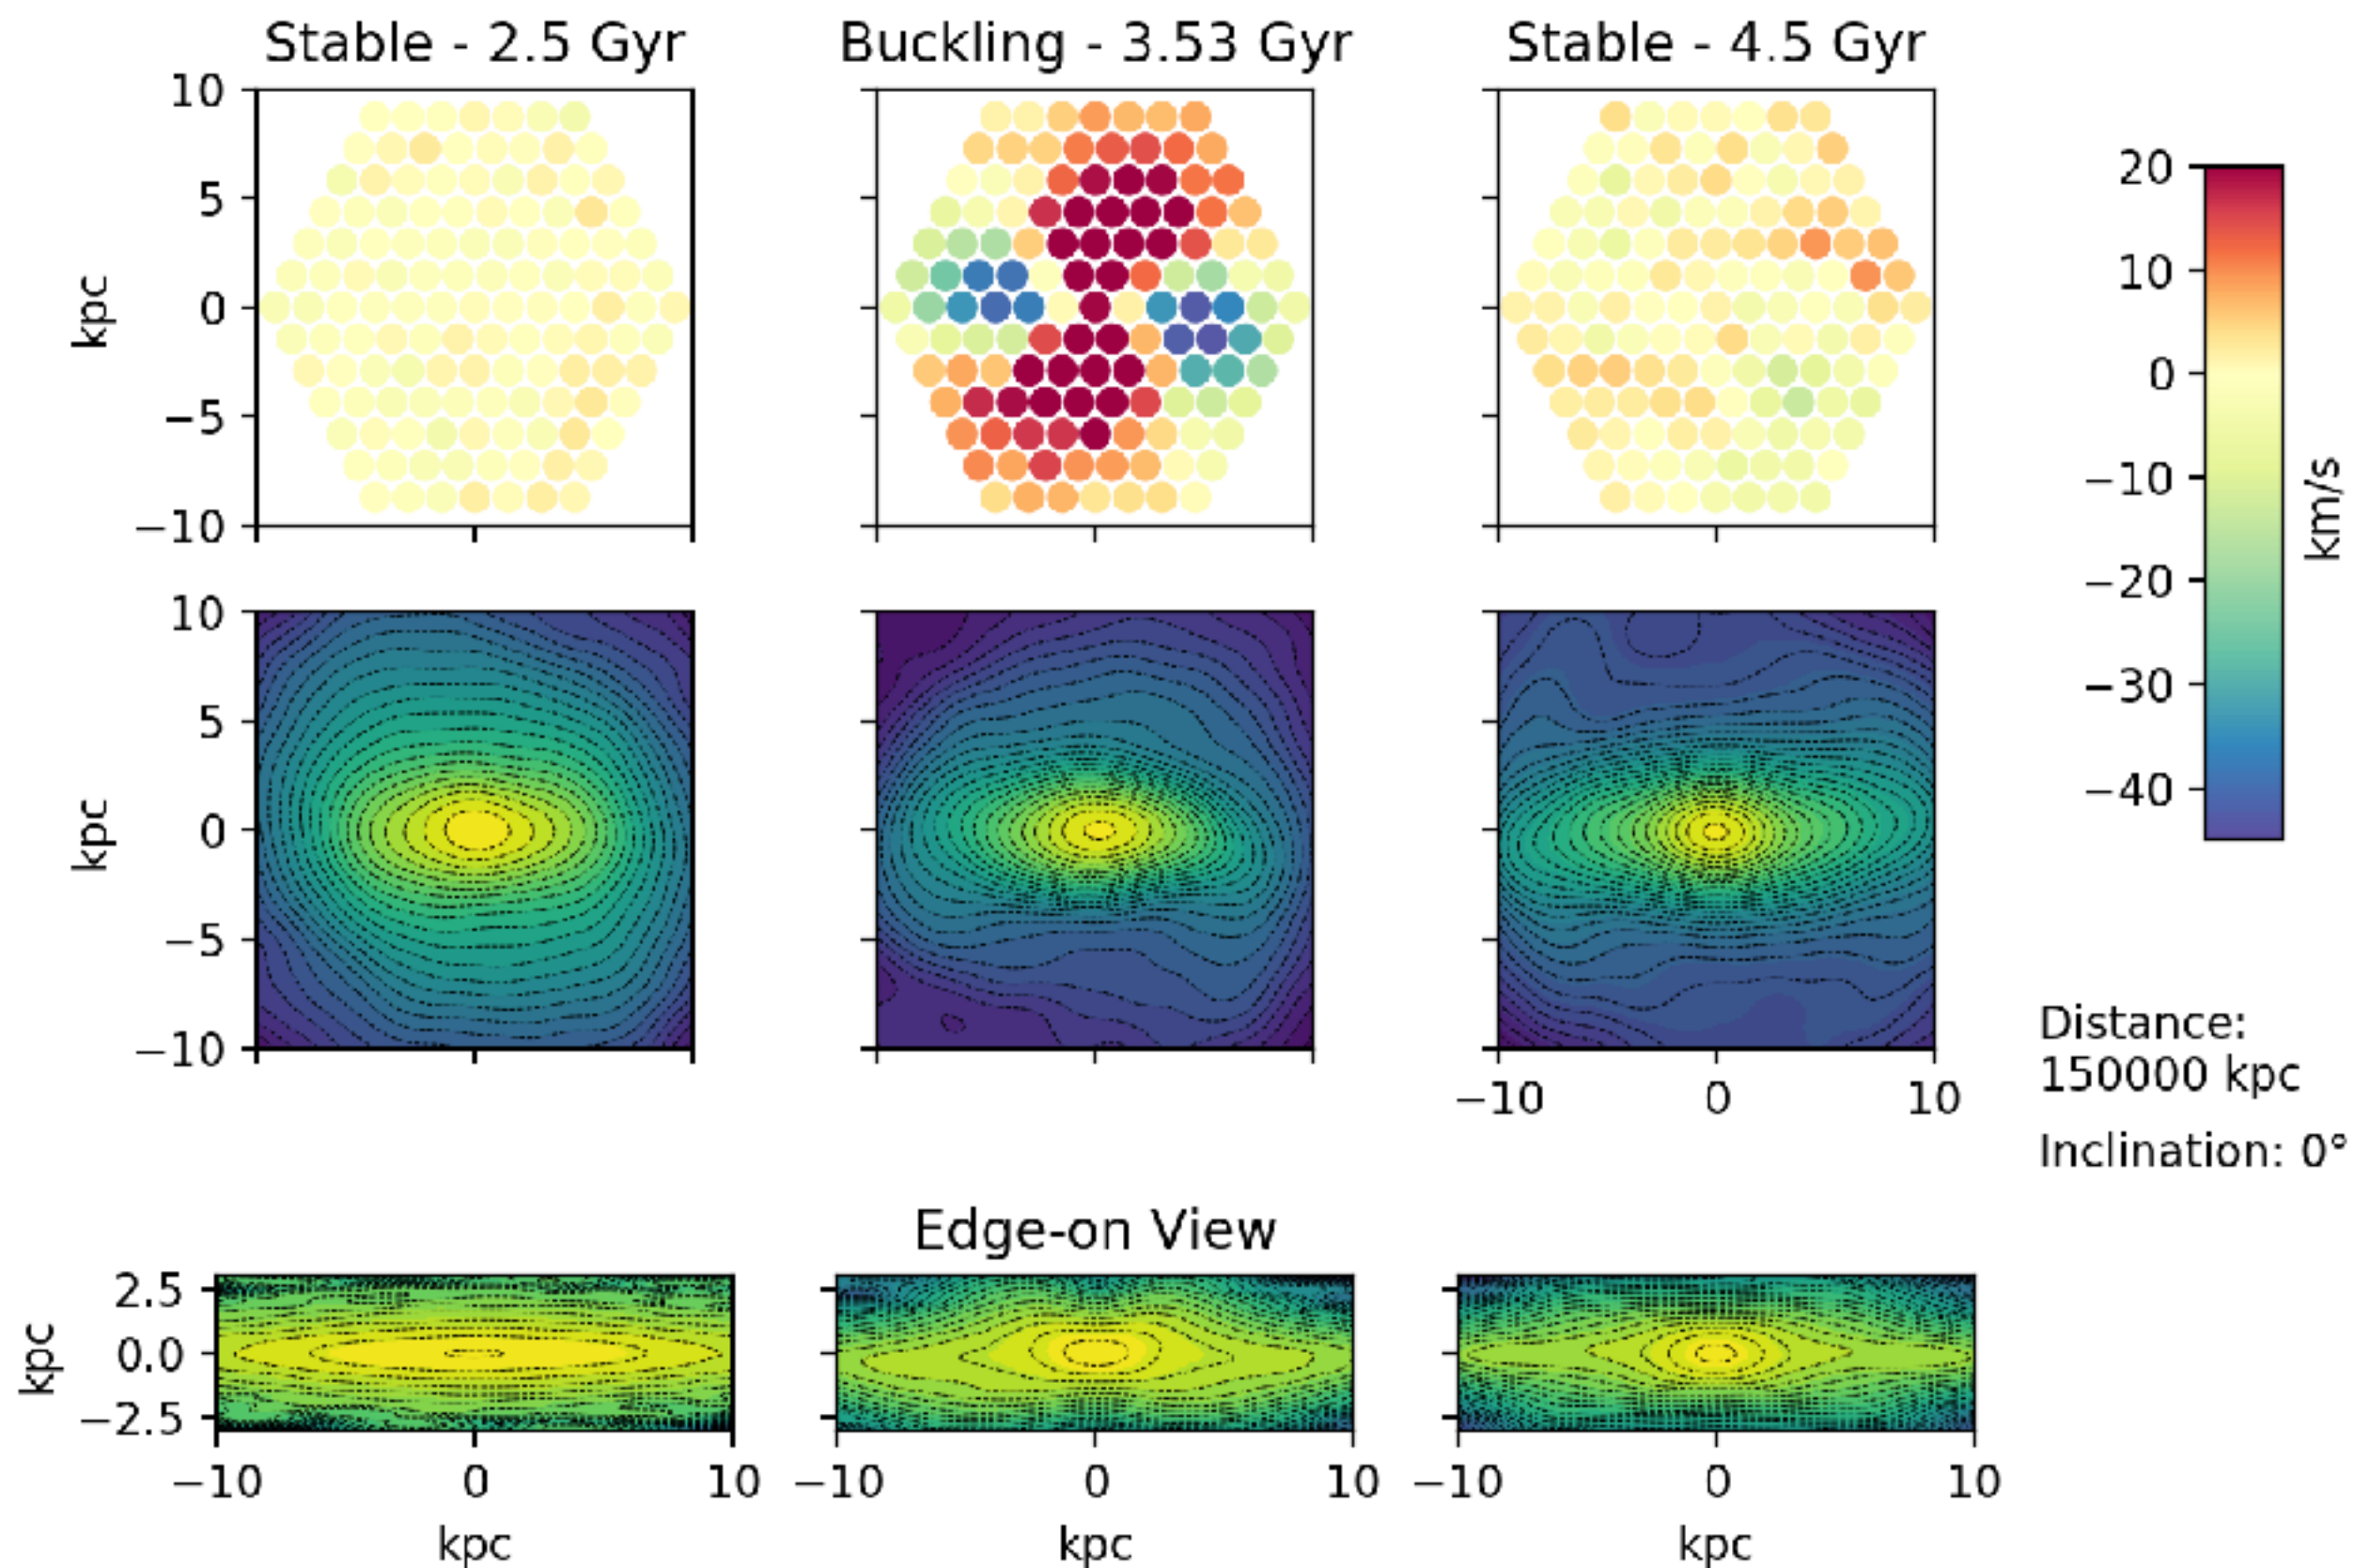 Stable - 2.5 Gyr
Buckling - 3.53 Gyr
Stable - 4.5 Gyr
10
5
0
−5
−10
kpc
20
10
0
−10
−20
−30
−40
km/s
10
5
0
−5
−10
kpc
−10 0 10
Distance:
150000 kpc
Inclination: 0°
Edge-on View
2.5
0.0
−2.5
kpc
−10 0 10
−10 0 10
−10 0 10
kpc
kpc
kpc